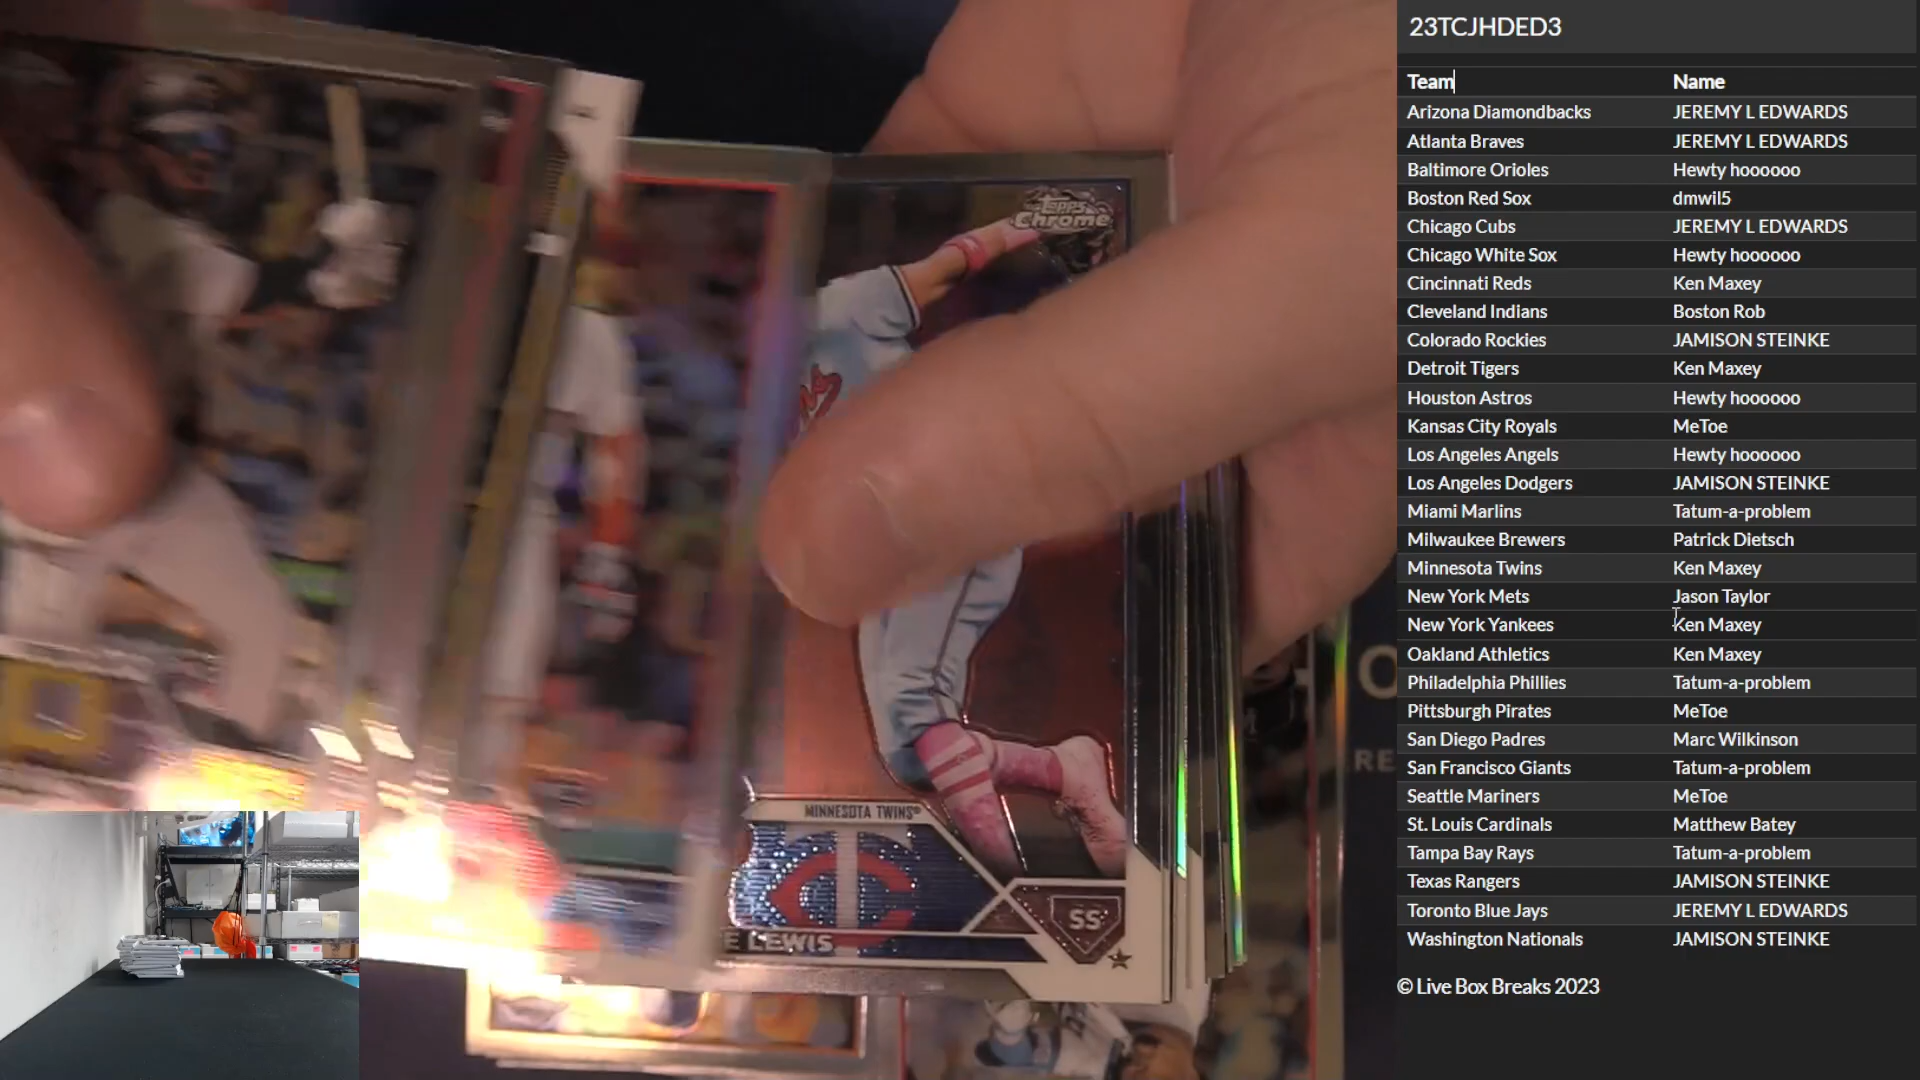 23TCJHDED3
Team Name
Arizona Diamondbacks JEREMY L EDWARDS
Atlanta Braves JEREMY L EDWARDS
Baltimore Orioles Hewty hoooooo
Boston Red Sox dmwil5
Chicago Cubs JEREMY L EDWARDS
Chicago White Sox Hewty hoooooo
Cincinnati Reds Ken Maxey
Cleveland Indians Boston Rob
Colorado Rockies JAMISON STEINKE
Detroit Tigers Ken Maxey
Houston Astros Hewty hoooooo
Kansas City Royals MeToe
Los Angeles Angels Hewty hoooooo
Los Angeles Dodgers JAMISON STEINKE
Miami Marlins Tatum-a-problem
Milwaukee Brewers Patrick Dietsch
Minnesota Twins Ken Maxey
New York Mets Jason Taylor
New York Yankees Ken Maxey
Oakland Athletics Ken Maxey
Philadelphia Phillies Tatum-a-problem
Pittsburgh Pirates MeToe
San Diego Padres Marc Wilkinson
San Francisco Giants Tatum-a-problem
Seattle Mariners MeToe
St. Louis Cardinals Matthew Batey
Tampa Bay Rays Tatum-a-problem
Texas Rangers JAMISON STEINKE
Toronto Blue Jays JEREMY L EDWARDS
Washington Nationals JAMISON STEINKE
© Live Box Breaks 2023
Topps
Chrome
MINNESOTA TWINS
TC
SS
E LEWIS